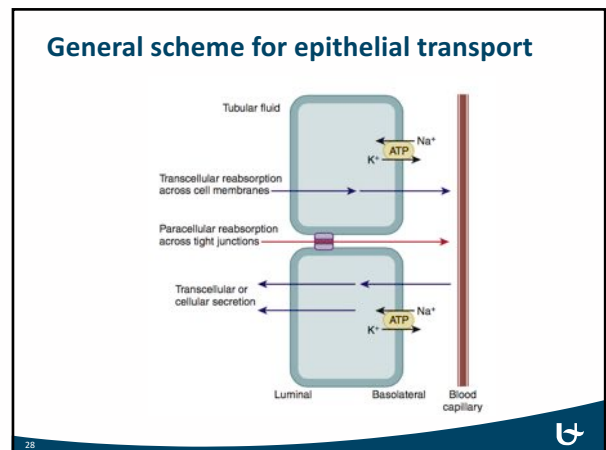 General scheme for epithelial transport
Tubular fluid
Na⁺
ATP
K⁺
Transcellular reabsorption
across cell membranes
Paracellular reabsorption
across tight junctions
Transcellular or
cellular secretion
Na⁺
ATP
K⁺
Luminal
Basolateral
Blood
capillary
28